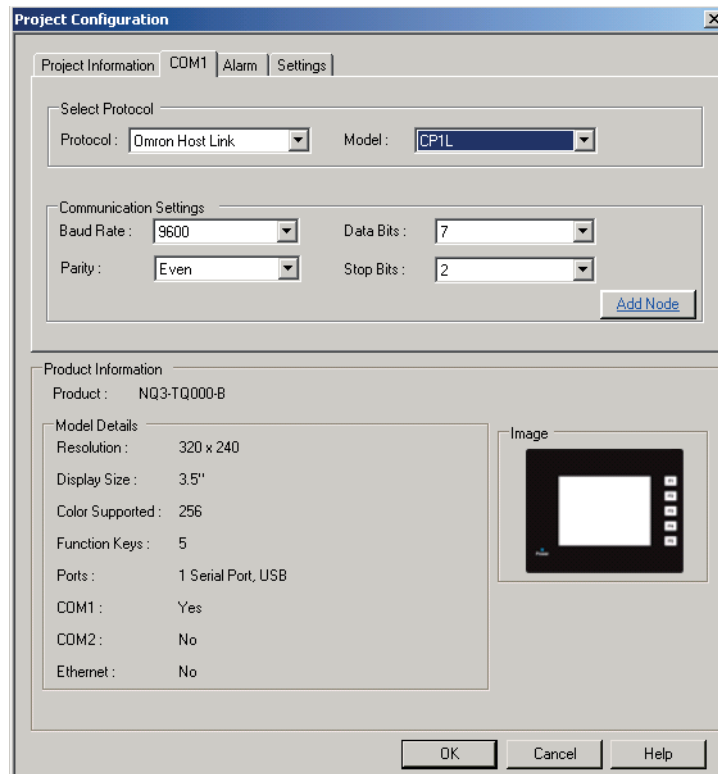 Project Configuration
Project Information COM1 Alarm Settings
Select Protocol
Protocol : Omron Host Link Model : CP1L
Communication Settings
Baud Rate : 9600 Data Bits : 7
Parity : Even Stop Bits : 2
Add Node
Product Information
Product : NQ3-TQ000-B
Model Details
Resolution : 320 x 240
Display Size : 3.5"
Color Supported : 256
Function Keys : 5
Ports : 1 Serial Port, USB
COM1 : Yes
COM2 : No
Ethernet : No
Image
OK Cancel Help